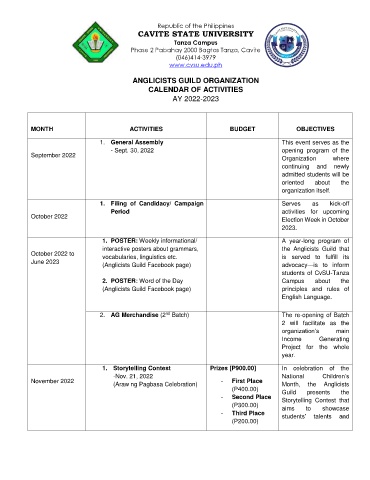 Republic of the Philippines
CAVITE STATE UNIVERSITY
Tanza Campus
Phase 2 Pabahay 2000 Bagtas Tanza, Cavite
(046)414-3979
www.cvsu.edu.ph
ANGLICISTS GUILD ORGANIZATION
CALENDAR OF ACTIVITIES
AY 2022-2023
MONTH ACTIVITIES BUDGET OBJECTIVES
September 2022
1. General Assembly
- Sept. 30, 2022
This event serves as the
opening program of the
Organization where
continuing and newly
admitted students will be
oriented about the
organization itself.
October 2022
1. Filing of Candidacy/ Campaign
Period
Serves as kick-off
activities for upcoming
Election Week in October
2023.
October 2022 to
June 2023
1. POSTER: Weekly informational/
interactive posters about grammars,
vocabularies, linguistics etc.
(Anglicists Guild Facebook page)
2. POSTER: Word of the Day
(Anglicists Guild Facebook page)
A year-long program of
the Anglicists Guild that
is served to fulfill its
advocacy—is to inform
students of CvSU-Tanza
Campus about the
principles and rules of
English Language.
2. AG Merchandise (2nd Batch)
The re-opening of Batch
2 will facilitate as the
organization's main
Income Generating
Project for the whole
year.
November 2022
1. Storytelling Contest
-Nov. 21, 2022
(Araw ng Pagbasa Celebration)
Prizes [P900.00]
- First Place
(P400.00)
- Second Place
(P300.00)
- Third Place
(P200.00)
In celebration of the
National Children's
Month, the Anglicists
Guild presents the
Storytelling Contest that
aims to showcase
students' talents and